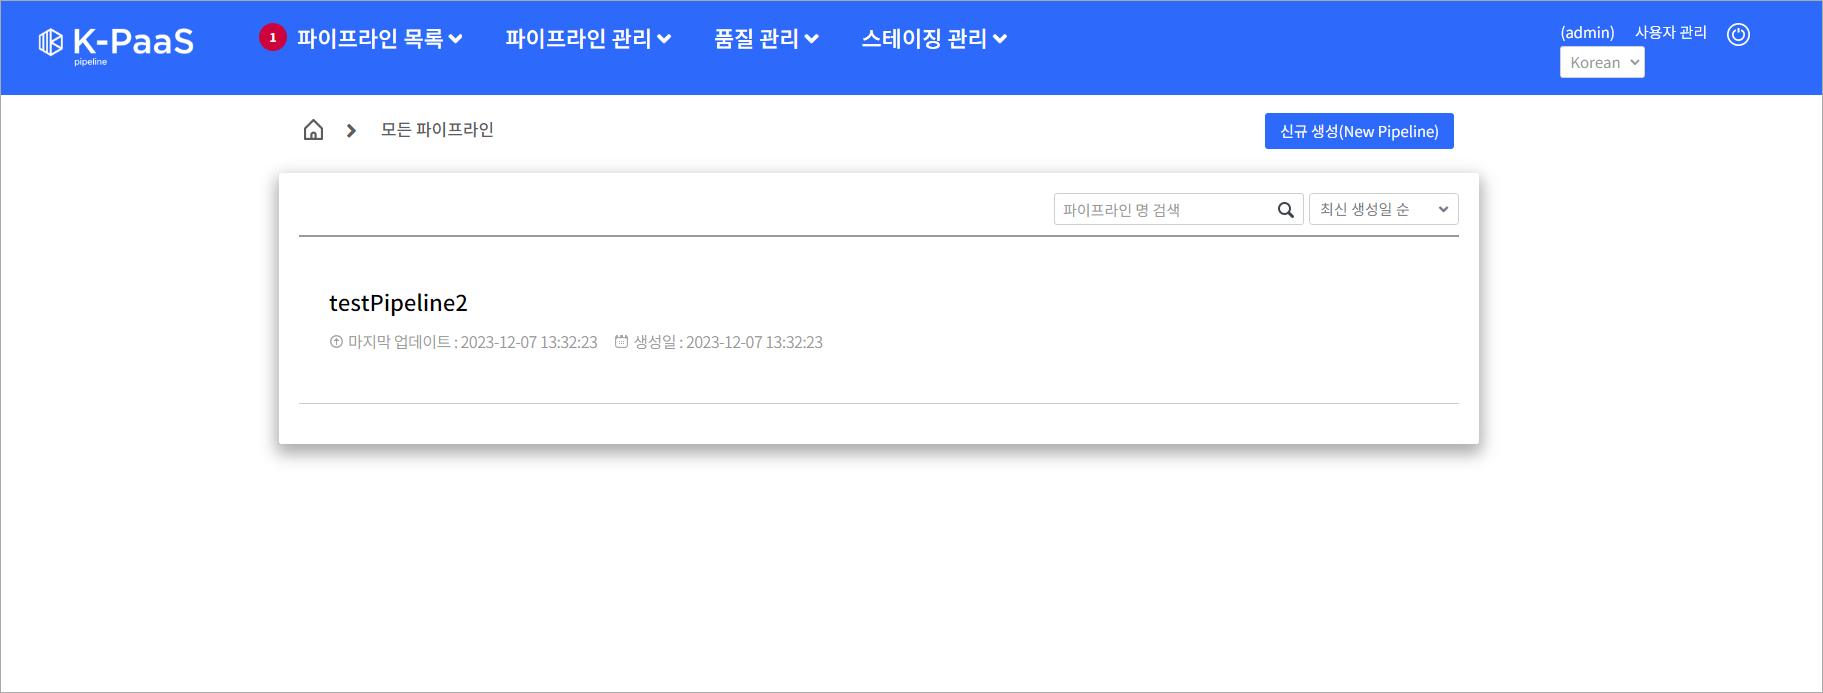 K-PaaS
pipeline
1 파이프라인 목록 파이프라인 관리 품질 관리 스테이징 관리
(admin) 사용자 관리
Korean
모든 파이프라인
신규 생성(New Pipeline)
파이프라인 명 검색 최신 생성일 순
testPipeline2
마지막 업데이트 : 2023-12-07 13:32:23 생성일 : 2023-12-07 13:32:23